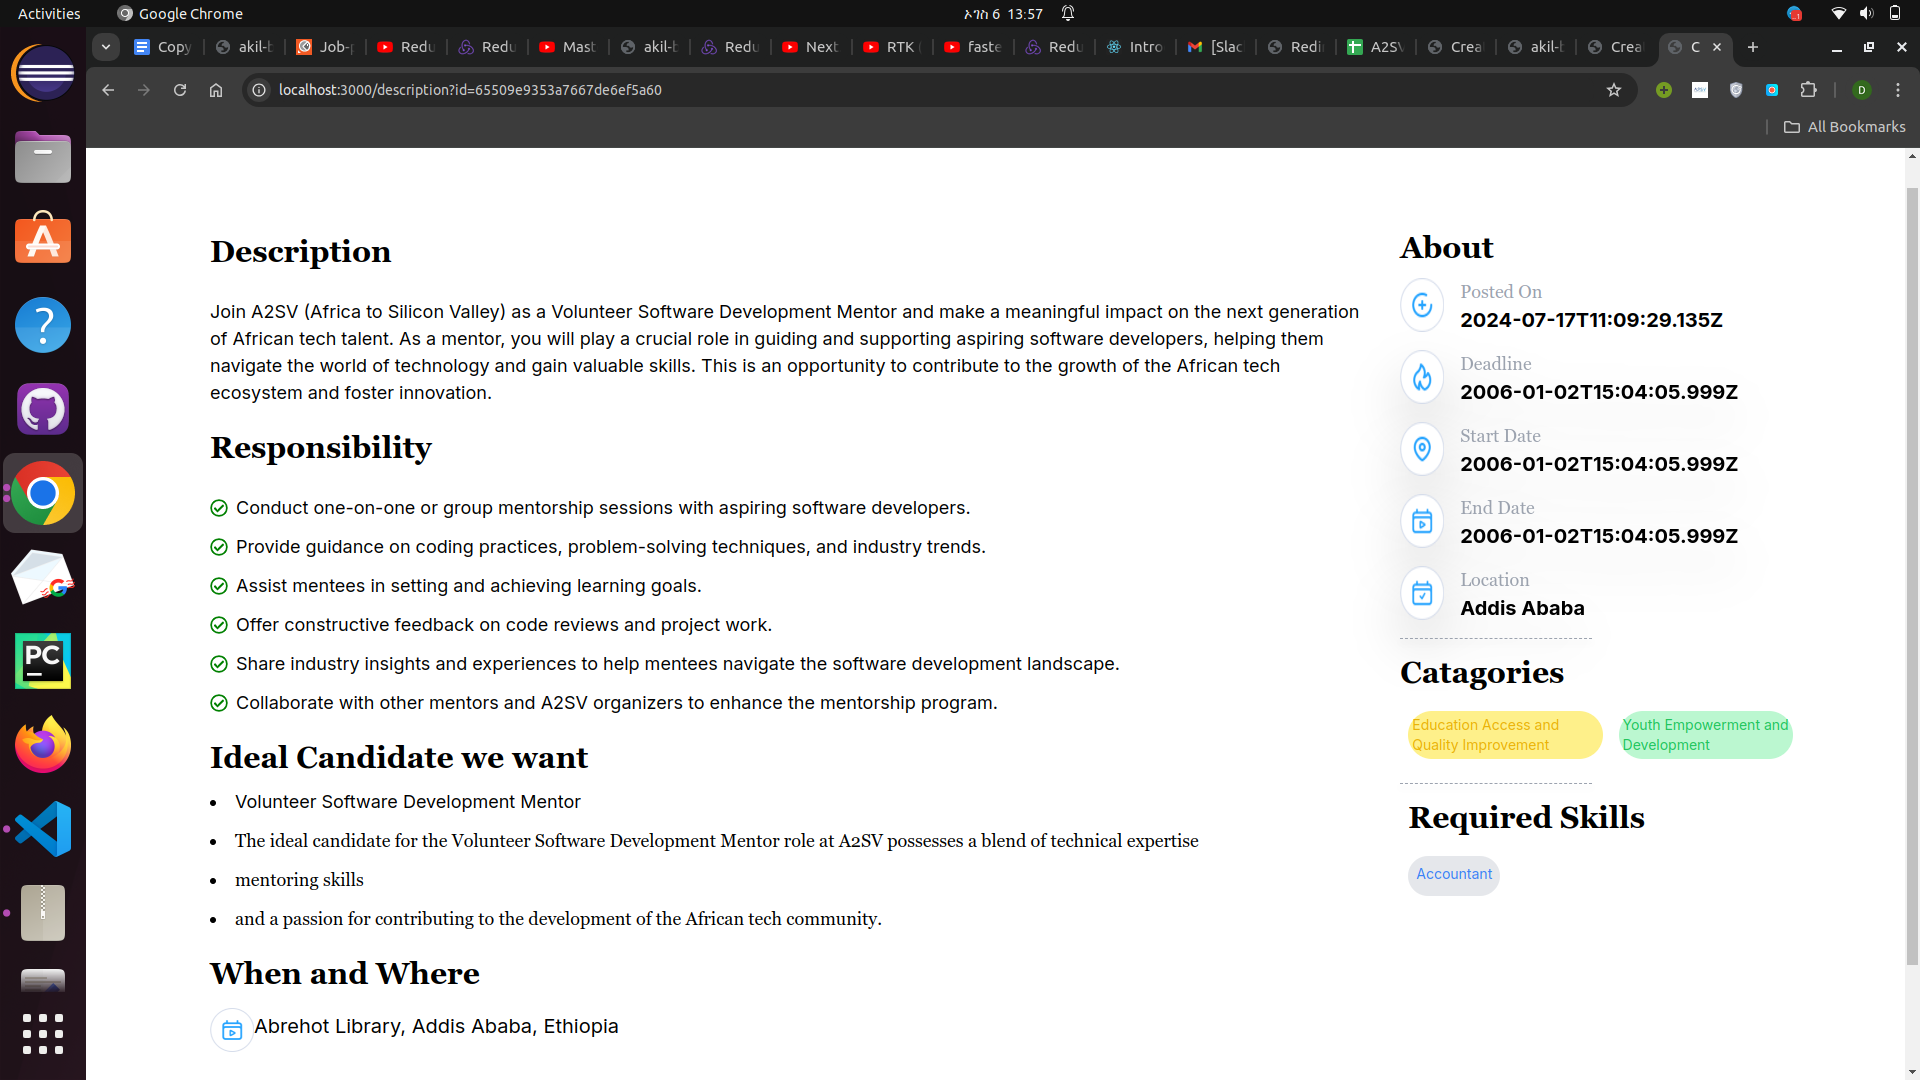 Activities
Google Chrome
ኦገስ 6 13:57
Copy
akil-b
Job-p
Redu
Redu
Mast
akil-b
Redu
Next
RTK
faste
Redu
Intro
[Slac
Redir
A2SV
Crea
akil-b
Crea
C
localhost:3000/description?id=65509e9353a7667de6ef5a60
D
All Bookmarks
Description
Join A2SV (Africa to Silicon Valley) as a Volunteer Software Development Mentor and make a meaningful impact on the next generation
of African tech talent. As a mentor, you will play a crucial role in guiding and supporting aspiring software developers, helping them
navigate the world of technology and gain valuable skills. This is an opportunity to contribute to the growth of the African tech
ecosystem and foster innovation.
Responsibility
Conduct one-on-one or group mentorship sessions with aspiring software developers.
Provide guidance on coding practices, problem-solving techniques, and industry trends.
Assist mentees in setting and achieving learning goals.
Offer constructive feedback on code reviews and project work.
Share industry insights and experiences to help mentees navigate the software development landscape.
Collaborate with other mentors and A2SV organizers to enhance the mentorship program.
Ideal Candidate we want
Volunteer Software Development Mentor
The ideal candidate for the Volunteer Software Development Mentor role at A2SV possesses a blend of technical expertise
mentoring skills
and a passion for contributing to the development of the African tech community.
When and Where
Abrehot Library, Addis Ababa, Ethiopia
About
Posted On
2024-07-17T11:09:29.135Z
Deadline
2006-01-02T15:04:05.999Z
Start Date
2006-01-02T15:04:05.999Z
End Date
2006-01-02T15:04:05.999Z
Location
Addis Ababa
Catagories
Education Access and
Quality Improvement
Youth Empowerment and
Development
Required Skills
Accountant
PC